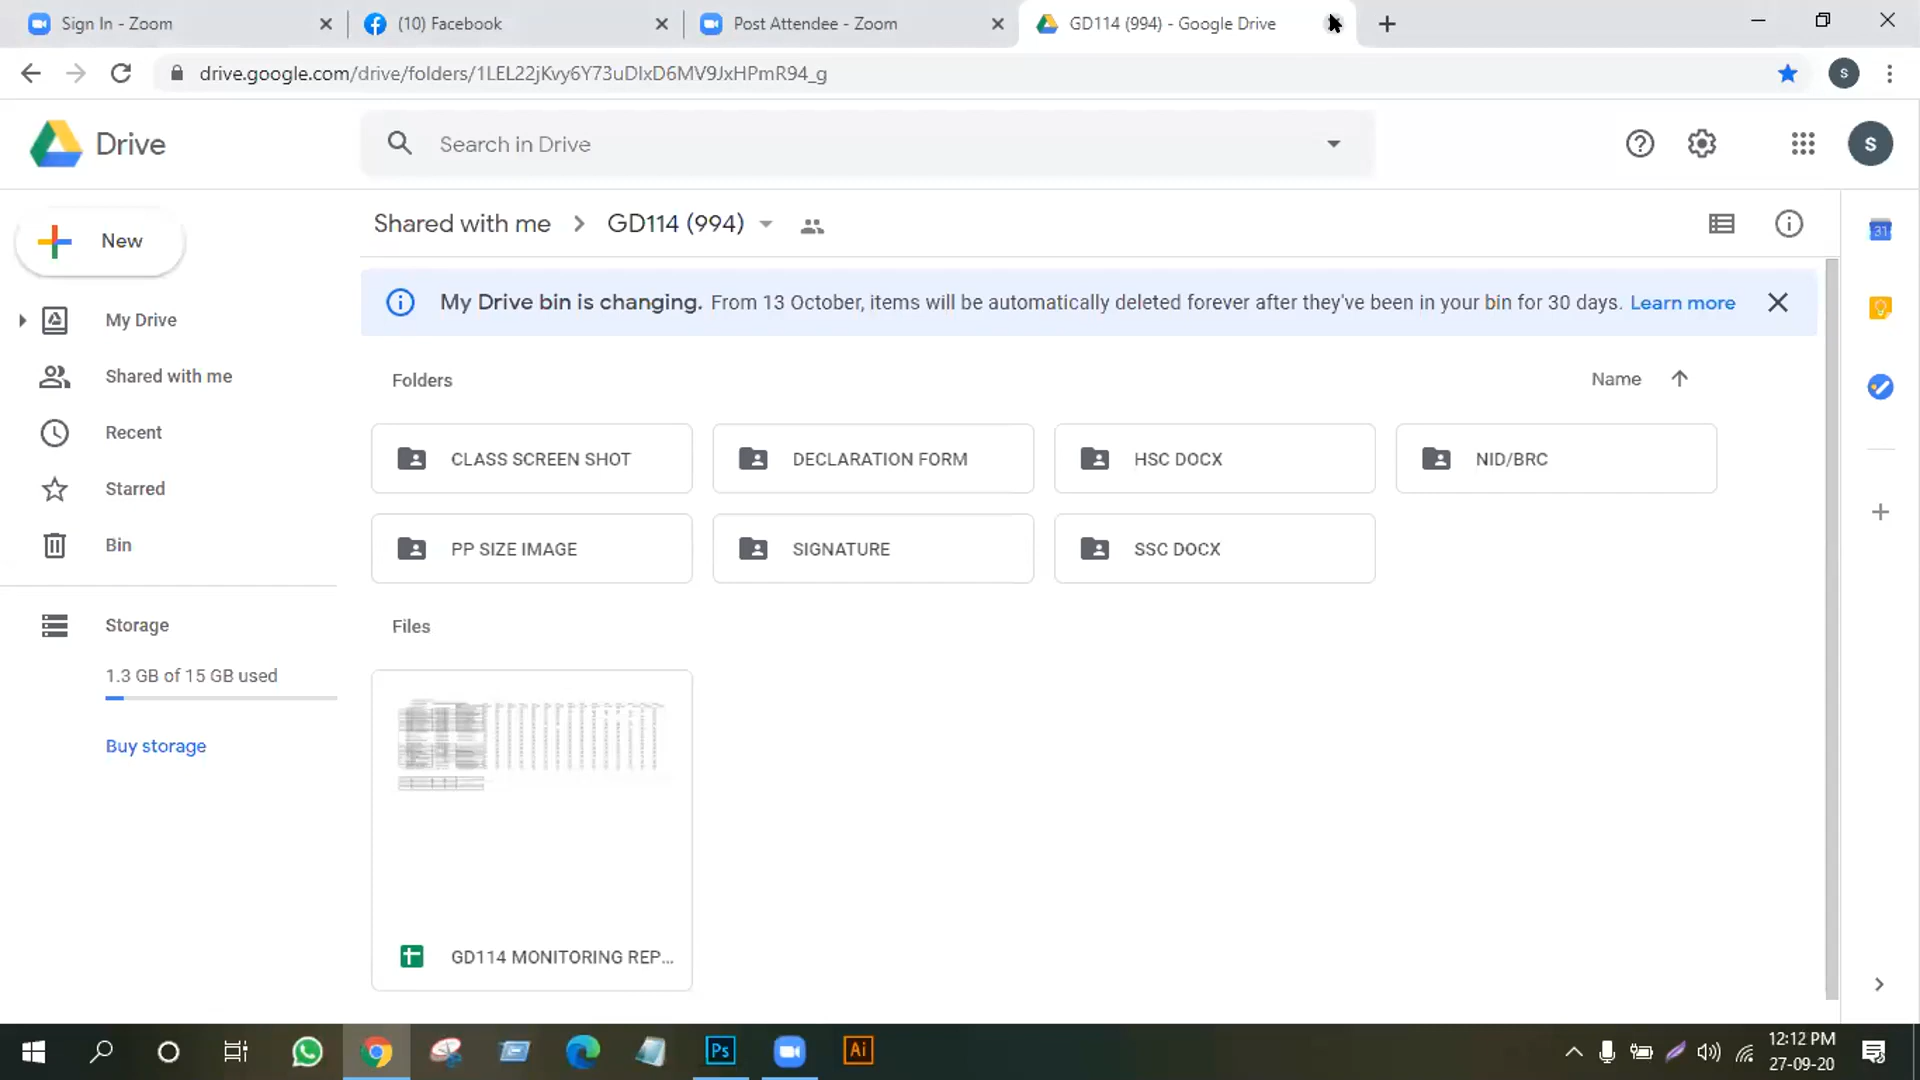 Sign In - Zoom
(10) Facebook
Post Attendee - Zoom
GD114 (994) - Google Drive
drive.google.com/drive/folders/1LEL22jKvy6Y73uDIxD6MV9JxHPmR94_g
S
Drive
Search in Drive
S
New
Shared with me > GD114 (994)
31
My Drive bin is changing. From 13 October, items will be automatically deleted forever after they've been in your bin for 30 days. Learn more
My Drive
Shared with me
Recent
Starred
Bin
Storage
1.3 GB of 15 GB used
Buy storage
Folders
Name
CLASS SCREEN SHOT
DECLARATION FORM
HSC DOCX
NID/BRC
PP SIZE IMAGE
SIGNATURE
SSC DOCX
Files
GD114 MONITORING REP...
Ps
Ai
12:12 PM
27-09-20